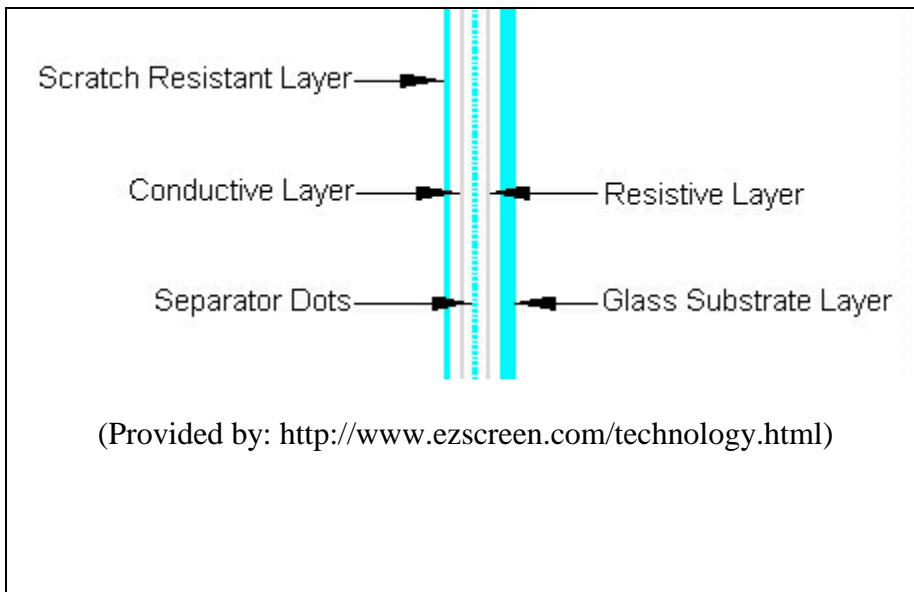 Scratch Resistant Layer
Conductive Layer
Resistive Layer
Separator Dots
Glass Substrate Layer
(Provided by: http://www.ezscreen.com/technology.html)